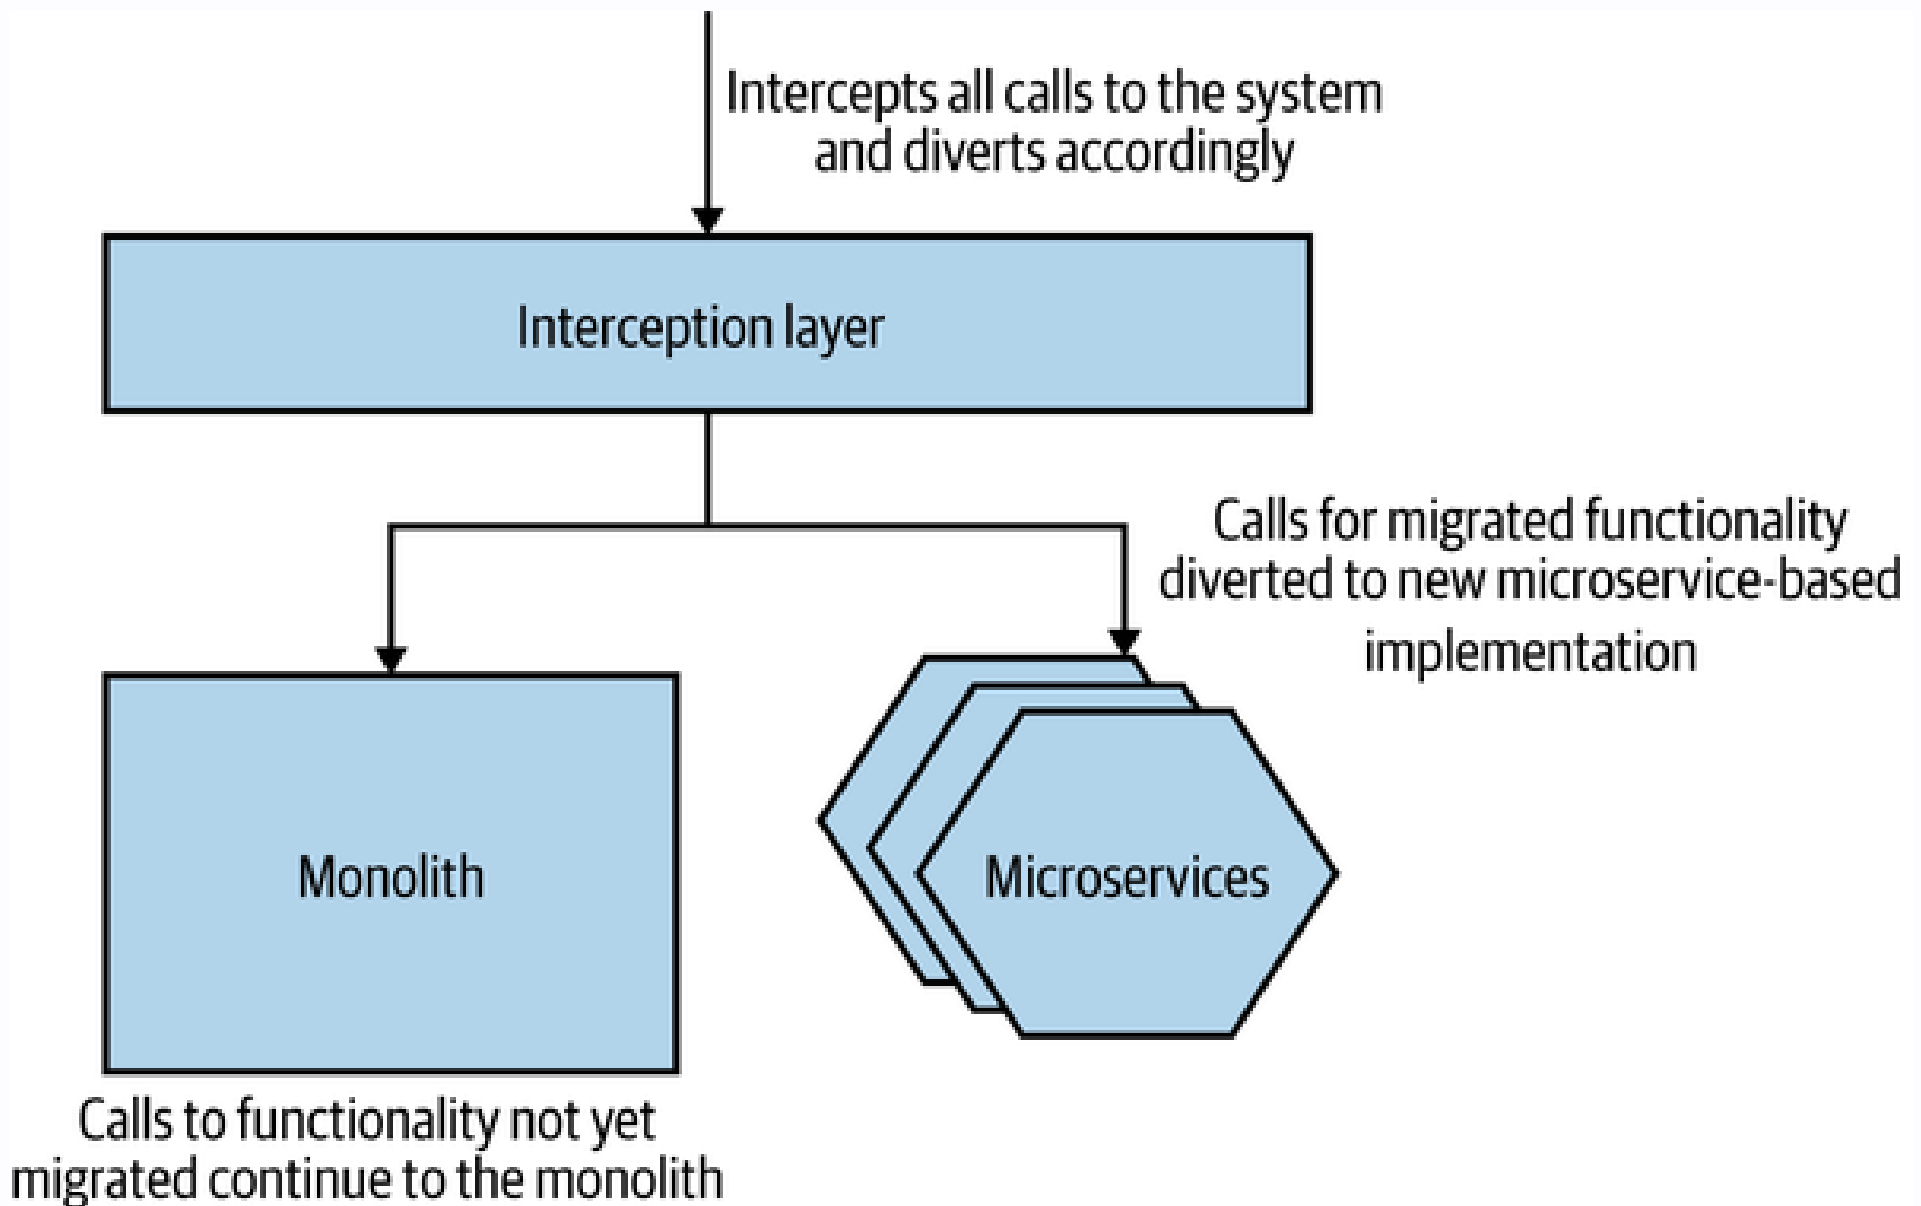 Intercepts all calls to the system
and diverts accordingly
Interception layer
Calls for migrated functionality
diverted to new microservice-based
implementation
Monolith
Microservices
Calls to functionality not yet
migrated continue to the monolith